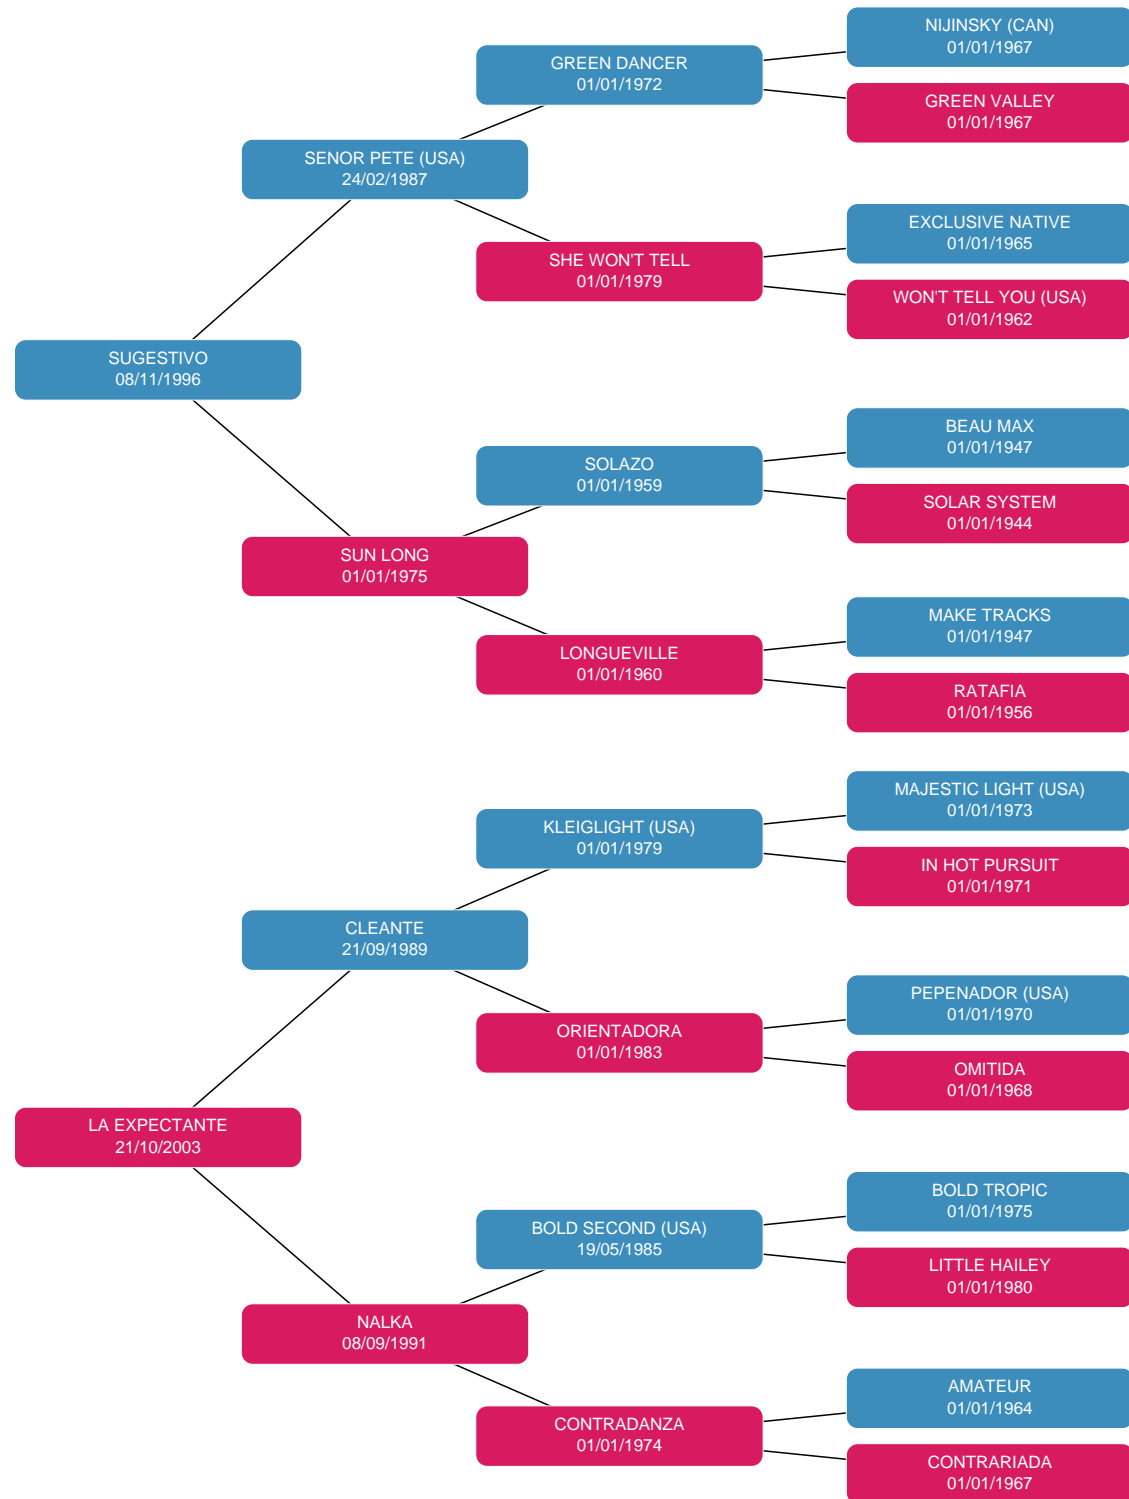 NIJINSKY (CAN)
01/01/1967
GREEN DANCER
01/01/1972
GREEN VALLEY
01/01/1967
SENOR PETE (USA)
24/02/1987
EXCLUSIVE NATIVE
01/01/1965
SHE WON'T TELL
01/01/1979
WON'T TELL YOU (USA)
01/01/1962
SUGESTIVO
08/11/1996
BEAU MAX
01/01/1947
SOLAZO
01/01/1959
SOLAR SYSTEM
01/01/1944
SUN LONG
01/01/1975
MAKE TRACKS
01/01/1947
LONGUEVILLE
01/01/1960
RATAFIA
01/01/1956
MAJESTIC LIGHT (USA)
01/01/1973
KLEIGLIGHT (USA)
01/01/1979
IN HOT PURSUIT
01/01/1971
CLEANTE
21/09/1989
PEPENADOR (USA)
01/01/1970
ORIENTADORA
01/01/1983
OMITIDA
01/01/1968
LA EXPECTANTE
21/10/2003
BOLD TROPIC
01/01/1975
BOLD SECOND (USA)
19/05/1985
LITTLE HAILEY
01/01/1980
NALKA
08/09/1991
AMATEUR
01/01/1964
CONTRADANZA
01/01/1974
CONTRARIADA
01/01/1967